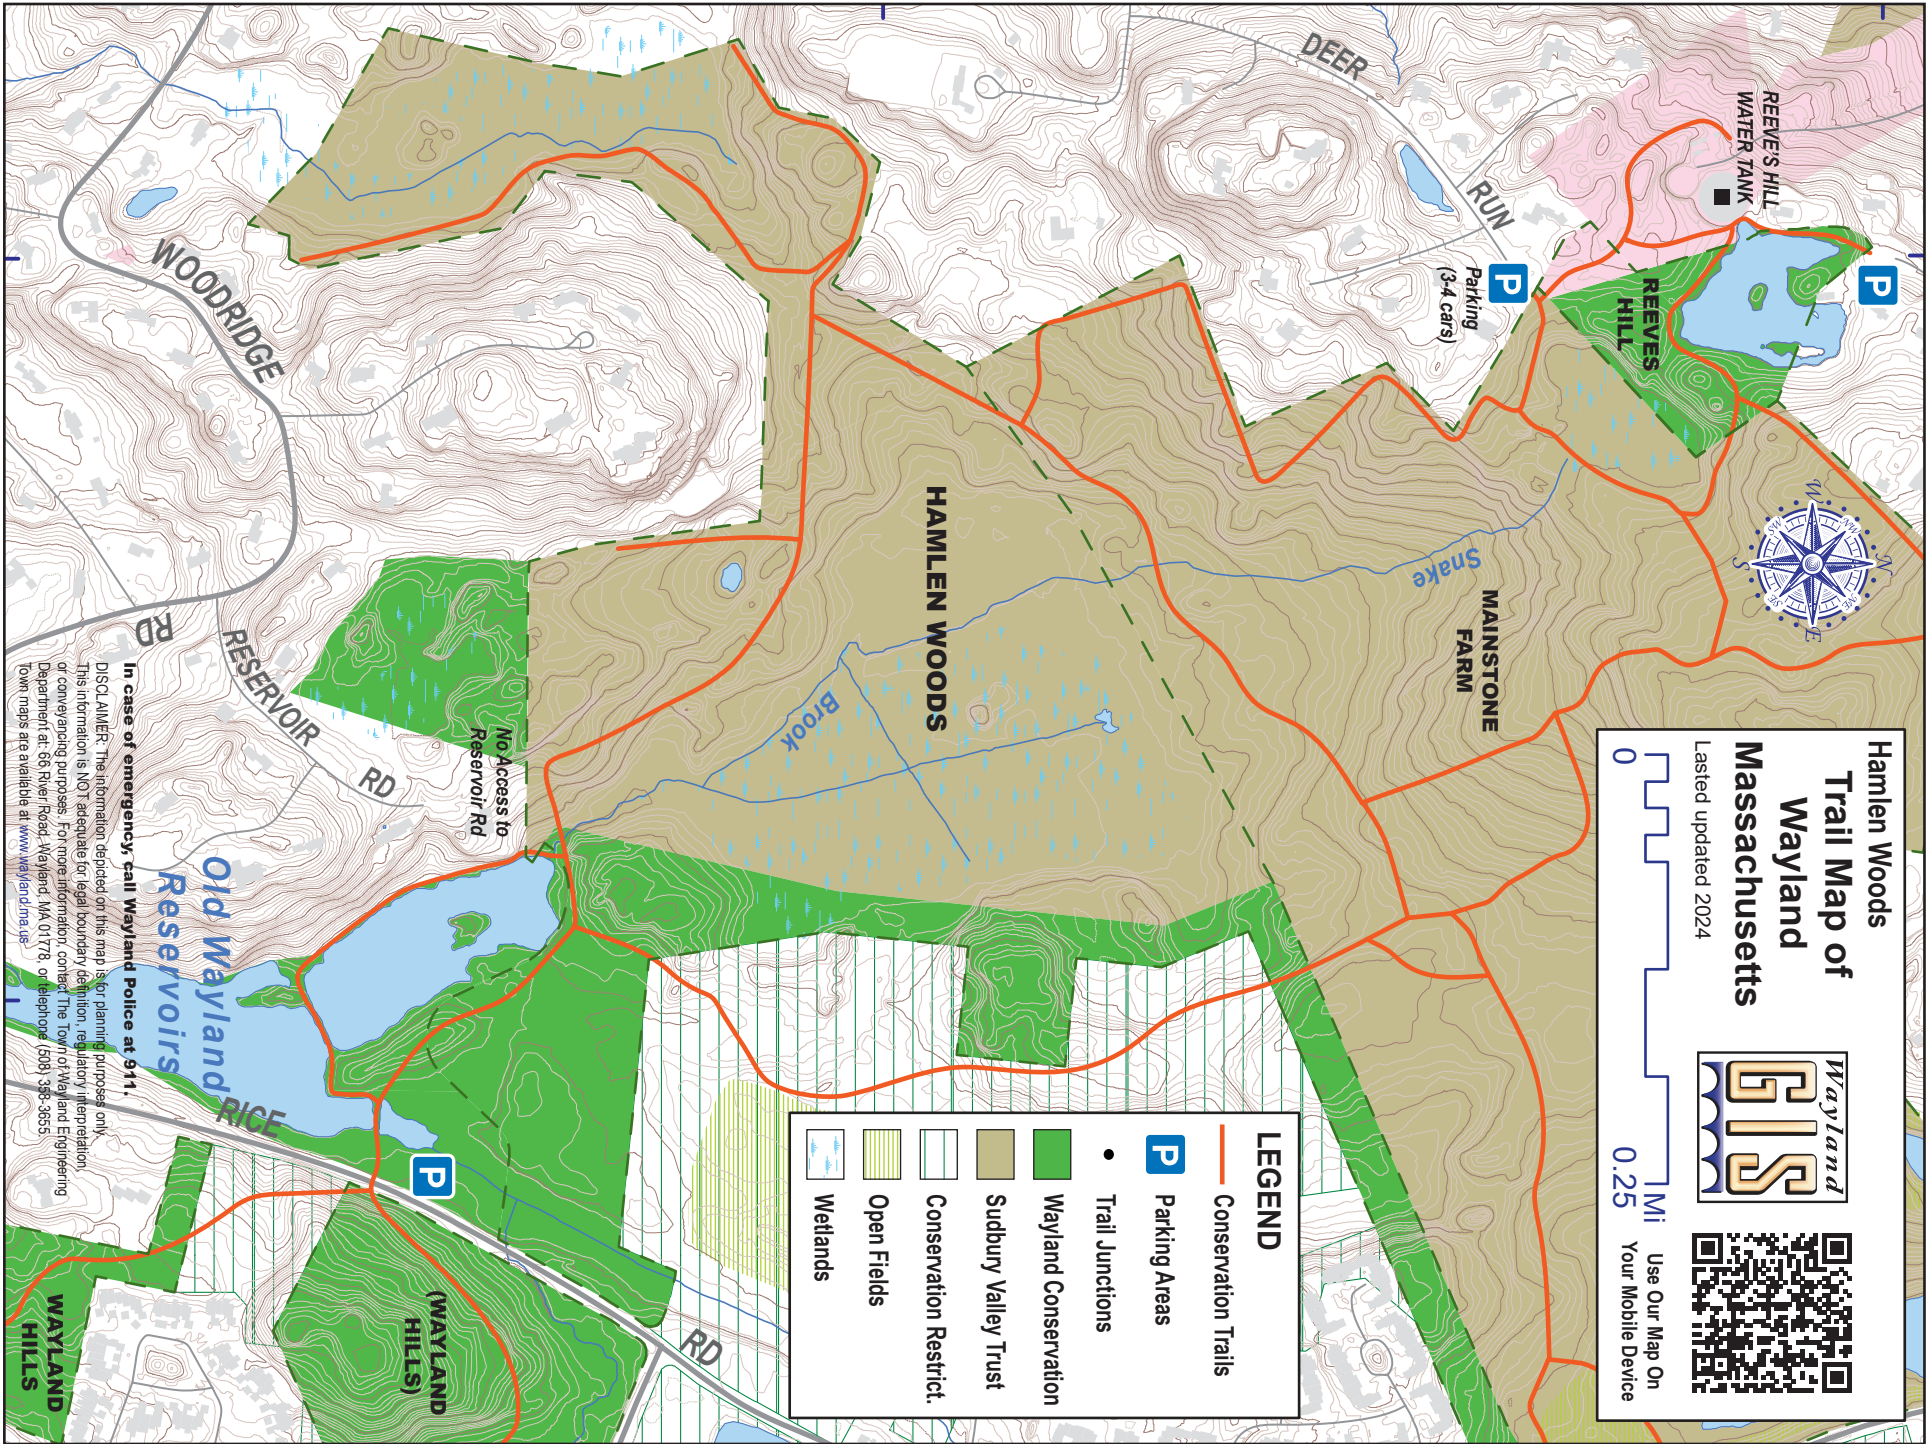 Hamlen Woods
Trail Map of
Wayland
Massachusetts
Lasted updated 2024
0
0.25
Mi
Wayland
GIS
Use Our Map On
Your Mobile Device
N
NE
E
SE
S
SW
W
NW
REEVE'S HILL
WATER TANK
P
REEVES
HILL
DEER
RUN
P
Parking
(3-4 cars)
MAINSTONE
FARM
Snake
HAMLEN WOODS
Brook
WOODRIDGE
RD
RESERVOIR
RD
No Access to
Reservoir Rd
Old Wayland
Reservoirs
RICE
RD
P
(WAYLAND
HILLS)
WAYLAND
HILLS
LEGEND
Conservation Trails
P
Parking Areas
Trail Junctions
Wayland Conservation
Sudbury Valley Trust
Conservation Restrict.
Open Fields
Wetlands
In case of emergency, call Wayland Police at 911.
DISCLAIMER: The information depicted on this map is for planning purposes only.
This information is NOT adequate for legal boundary definition, regulatory interpretation,
or conveyancing purposes. For more information, contact The Town of Wayland Engineering
Department at: 66 River Road, Wayland, MA 01778, or telephone (508) 358-3655.
Town maps are available at www.wayland.ma.us